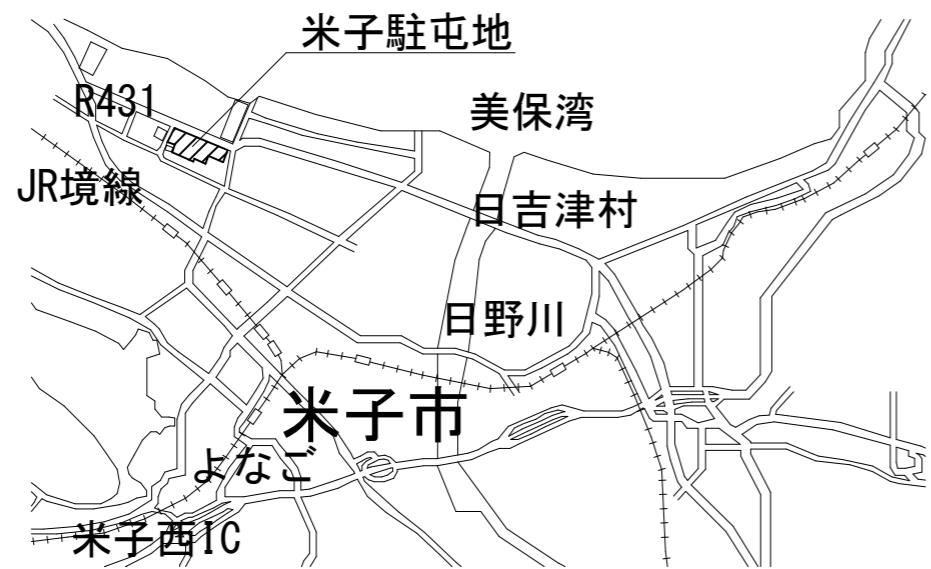 米子駐屯地
R431
美保湾
JR境線
日吉津村
日野川
米子市
よなご
米子西IC